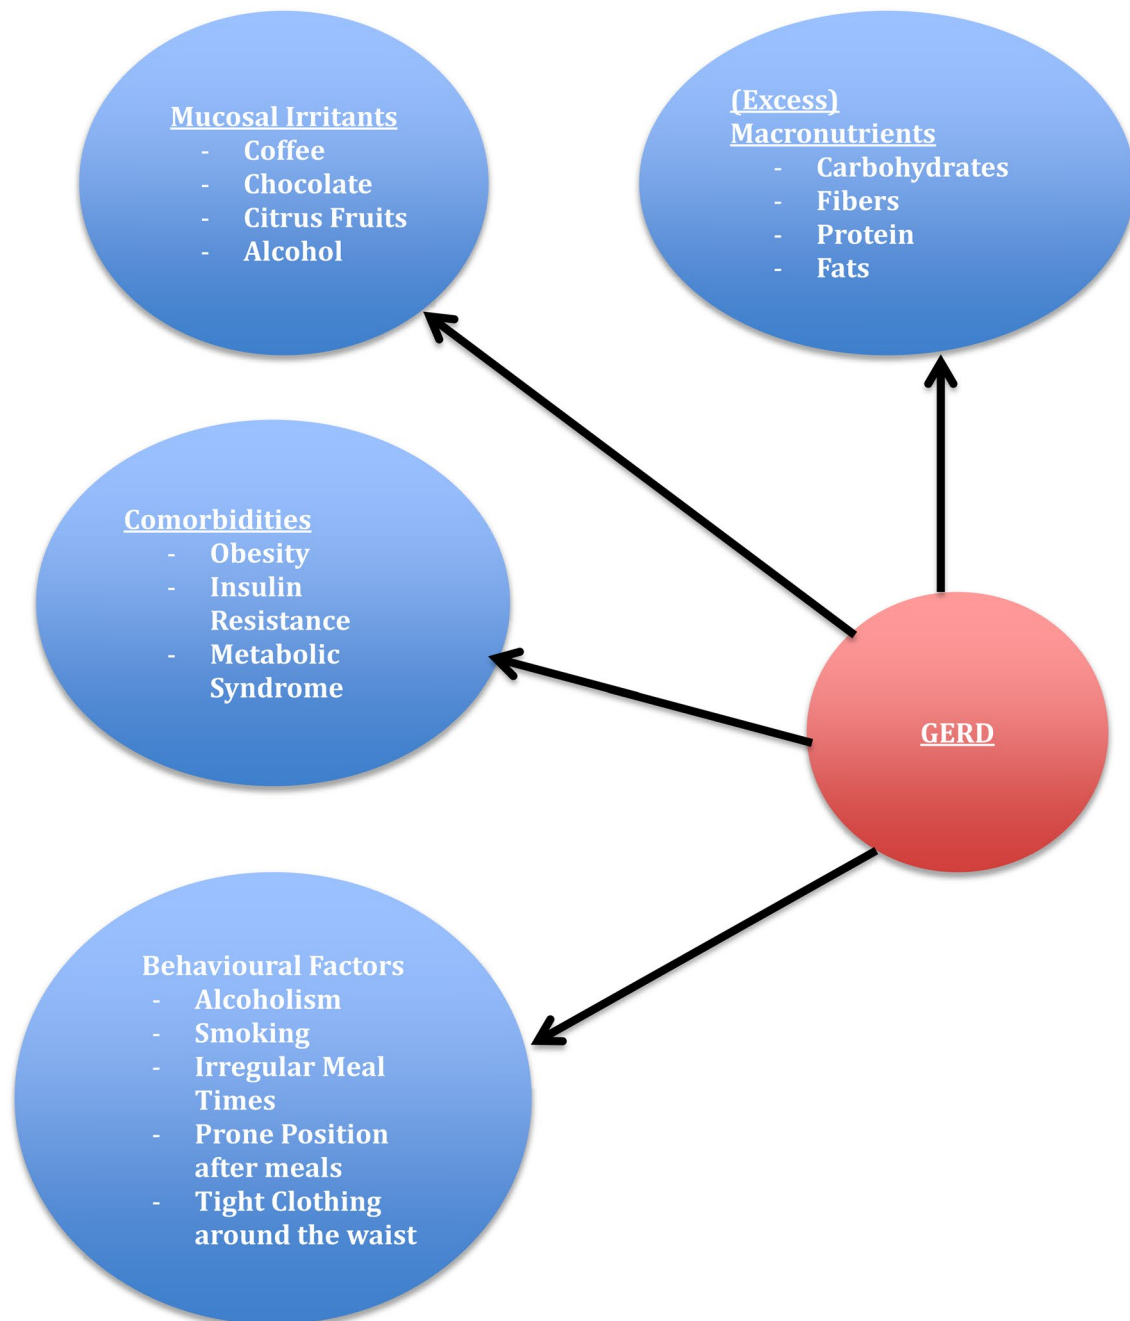 Mucosal Irritants
- Coffee
- Chocolate
- Citrus Fruits
- Alcohol
(Excess)
Macronutrients
- Carbohydrates
- Fibers
- Protein
- Fats
Comorbidities
- Obesity
- Insulin
Resistance
- Metabolic
Syndrome
GERD
Behavioural Factors
- Alcoholism
- Smoking
- Irregular Meal
Times
- Prone Position
after meals
- Tight Clothing
around the waist